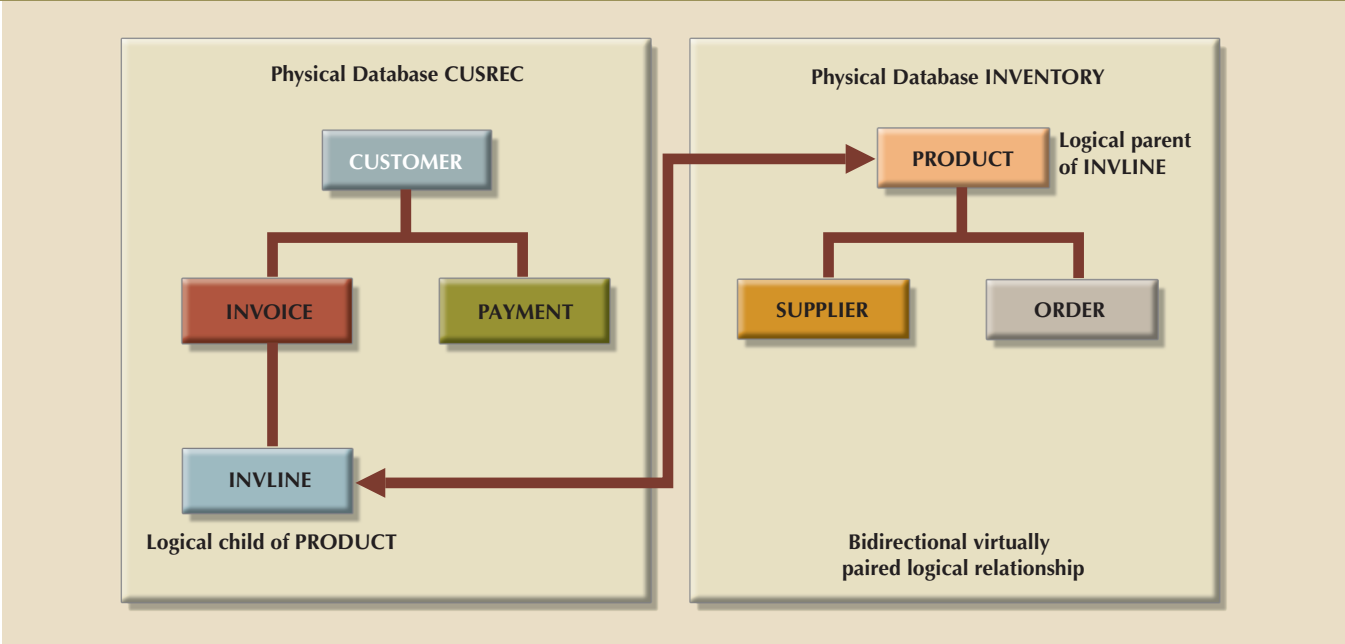 Physical Database CUSREC
CUSTOMER
INVOICE
PAYMENT
INVLINE
Logical child of PRODUCT
Physical Database INVENTORY
PRODUCT
Logical parent
of INVLINE
SUPPLIER
ORDER
Bidirectional virtually
paired logical relationship